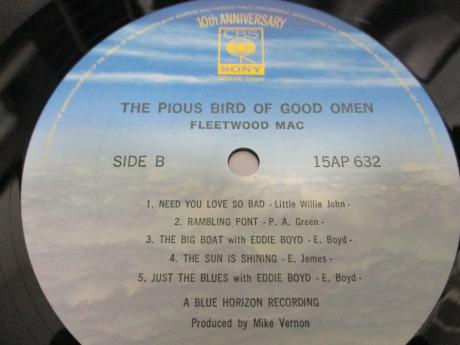 10th ANNIVERSARY
CBS
SONY
STEREO 33⅓rpm
THE PIOUS BIRD OF GOOD OMEN
FLEETWOOD MAC
SIDE B
15AP 632
1. NEED YOU LOVE SO BAD - Little Willie John -
2. RAMBLING PONT - P. A. Green -
3. THE BIG BOAT with EDDIE BOYD - E. Boyd -
4. THE SUN IS SHINING - E. Jemes -
5. JUST THE BLUES with EDDIE BOYD - E. Boyd -
A BLUE HORIZON RECORDING
Produced by Mike Vernon